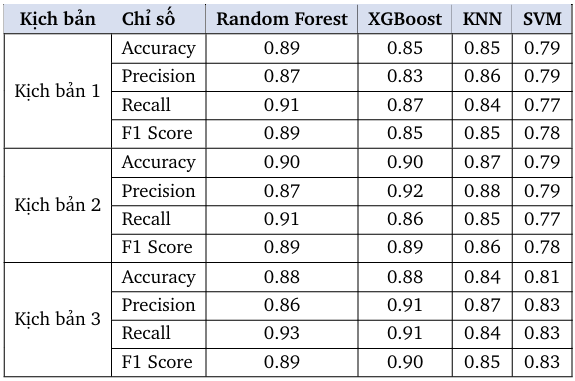 Kịch bản Chỉ số Random Forest XGBoost KNN SVM
Kịch bản 1
Accuracy 0.89 0.85 0.85 0.79
Precision 0.87 0.83 0.86 0.79
Recall 0.91 0.87 0.84 0.77
F1 Score 0.89 0.85 0.85 0.78
Kịch bản 2
Accuracy 0.90 0.90 0.87 0.79
Precision 0.87 0.92 0.88 0.79
Recall 0.91 0.86 0.85 0.77
F1 Score 0.89 0.89 0.86 0.78
Kịch bản 3
Accuracy 0.88 0.88 0.84 0.81
Precision 0.86 0.91 0.87 0.83
Recall 0.93 0.91 0.84 0.83
F1 Score 0.89 0.90 0.85 0.83